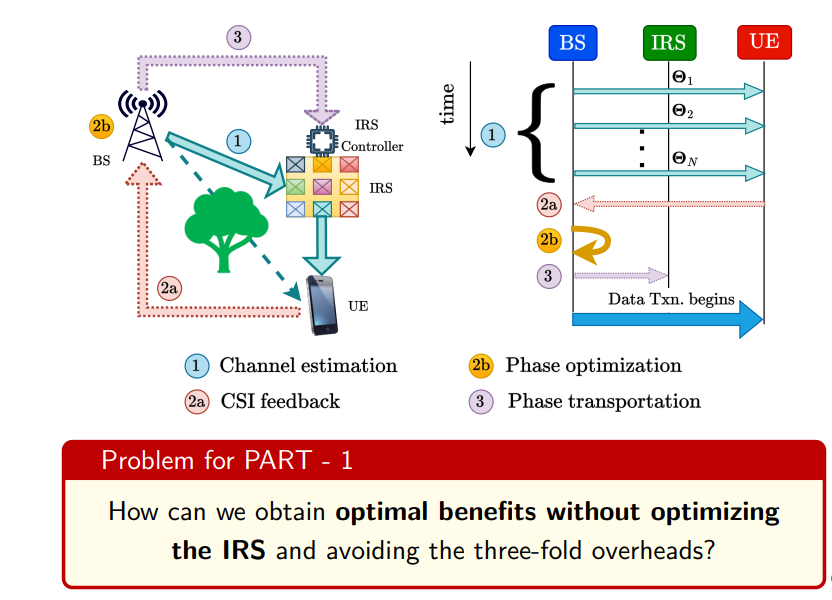 3
BS
IRS
UE
time
Θ1
2b
1
IRS
Controller
BS
IRS
1
Θ2
ΘN
2a
2b
2a
UE
3
Data Txn. begins
1 Channel estimation
2b Phase optimization
2a CSI feedback
3 Phase transportation
Problem for PART - 1
How can we obtain optimal benefits without optimizing
the IRS and avoiding the three-fold overheads?